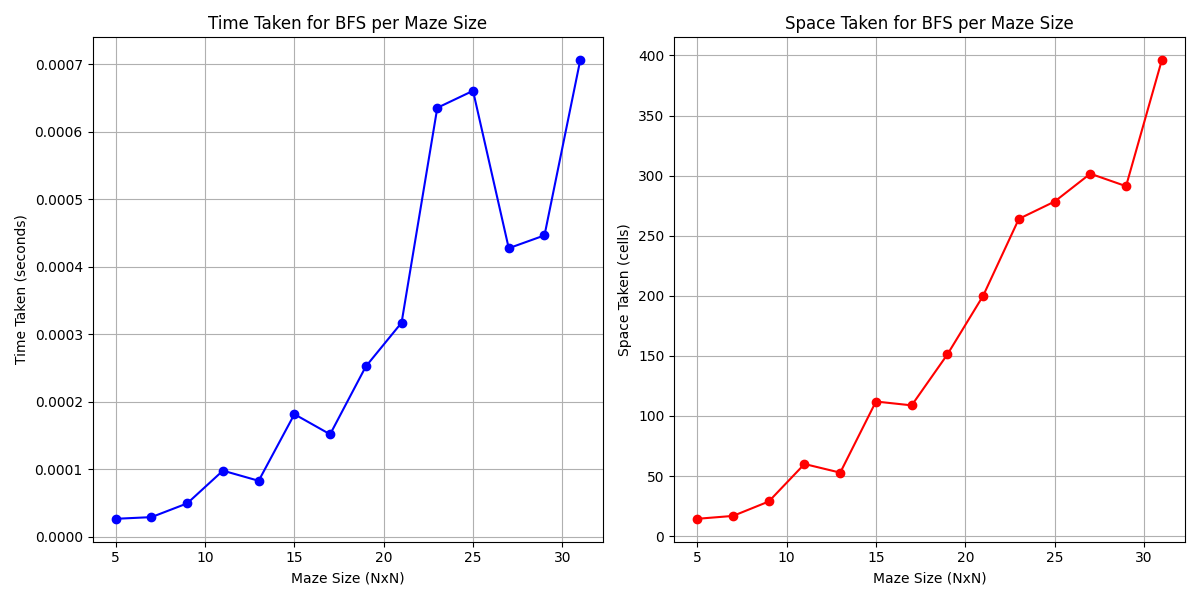 Time Taken for BFS per Maze Size
Time Taken (seconds)
0.0007
0.0006
0.0005
0.0004
0.0003
0.0002
0.0001
0.0000
5 10 15 20 25 30
Maze Size (NxN)
Space Taken for BFS per Maze Size
Space Taken (cells)
400
350
300
250
200
150
100
50
0
5 10 15 20 25 30
Maze Size (NxN)